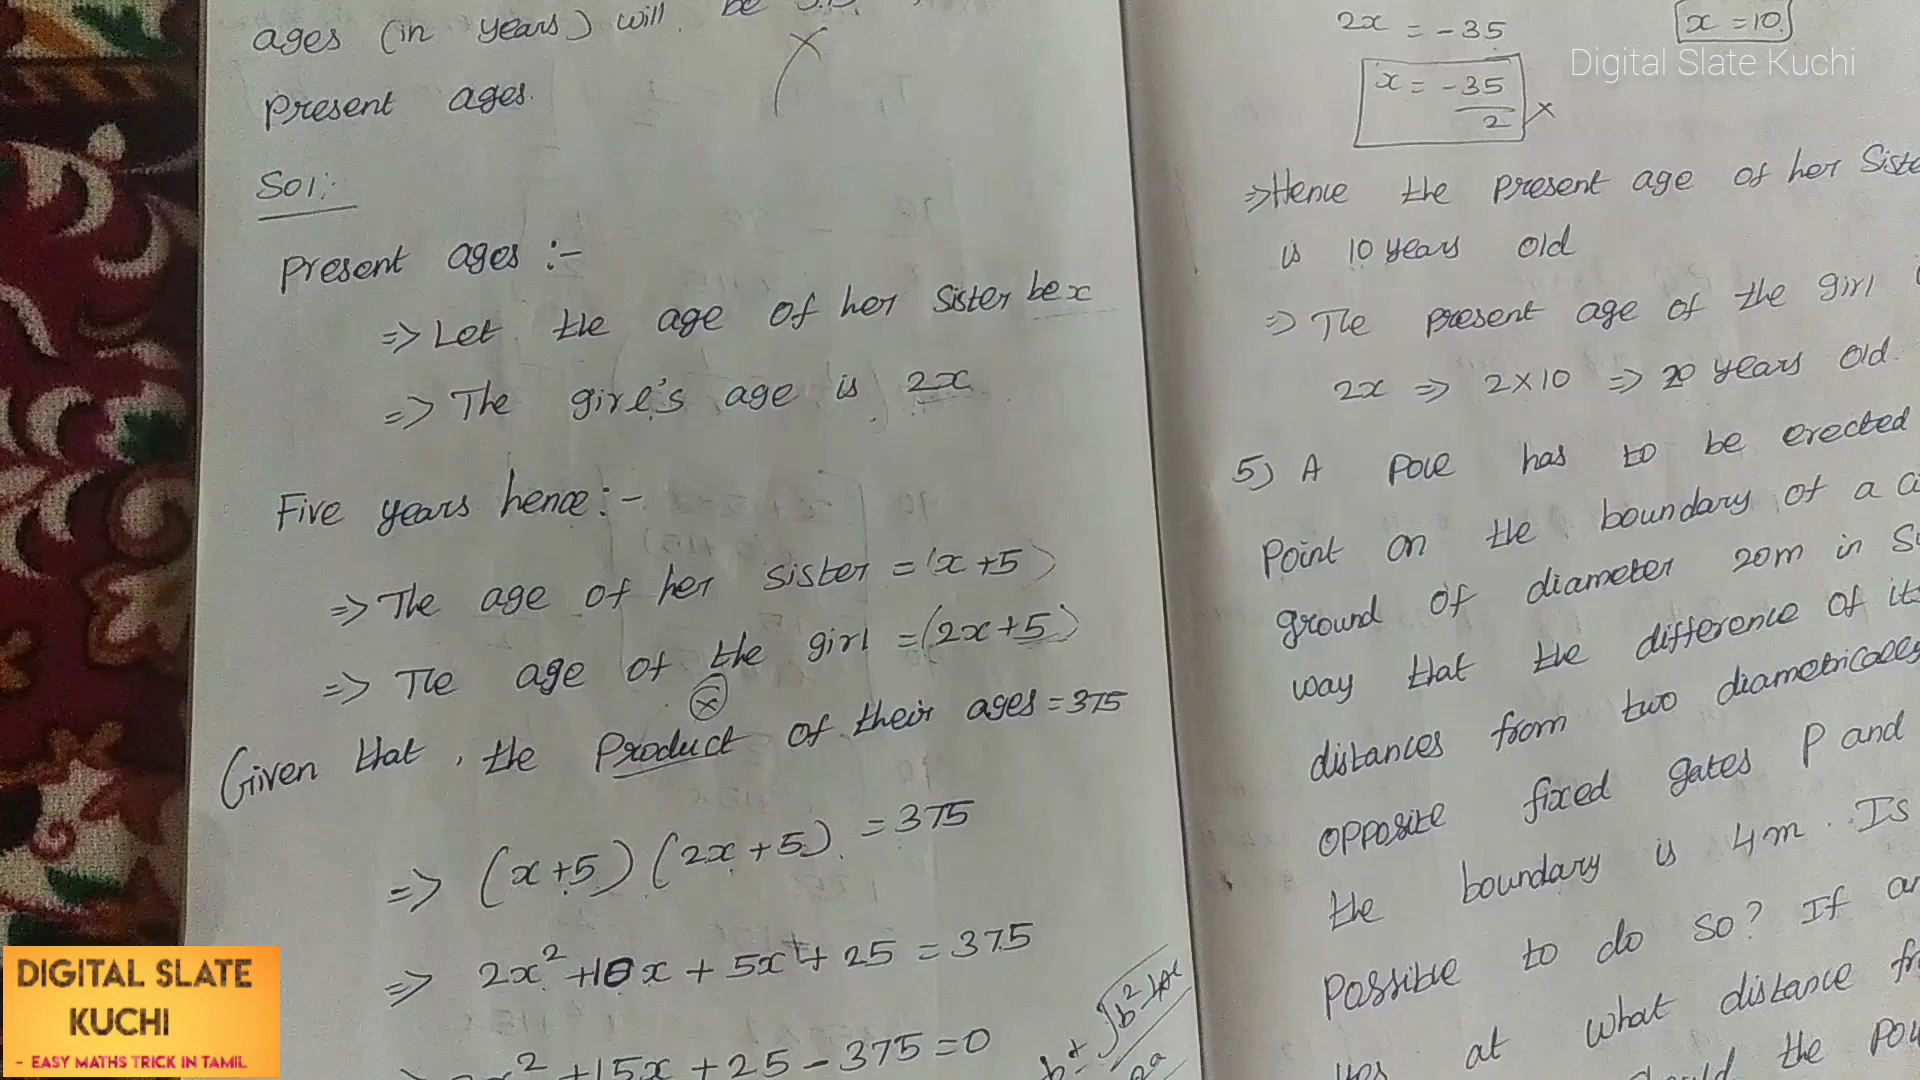 ages (in years) will be
Present ages.
Sol:
Present ages :-
=> Let the age of her sister be x
=> The girl's age is 2x
Five years hence :-
=> The age of her sister = (x+5)
=> The age of the girl = (2x+5)
Given that, the Product of their ages = 375
=> (x+5) (2x+5) = 375
=> 2x² +10x + 5x + 25 = 375
x² +15x + 25 - 375 = 0
2x = -35
x = 10
x = -35/2 ×
=> Hence the present age of her
is 10 years old
=> The present age of the girl
2x => 2×10 => 20 years old.
5) A Pole has to be erected
Point on the boundary of a
ground of diameter 20m in
way that the difference of
distances from two diametrically
opposite fixed gates P and
the boundary is 4m. Is
Possible to do so? If
yes at what distance
the
Digital Slate Kuchi
DIGITAL SLATE
KUCHI
- EASY MATHS TRICK IN TAMIL